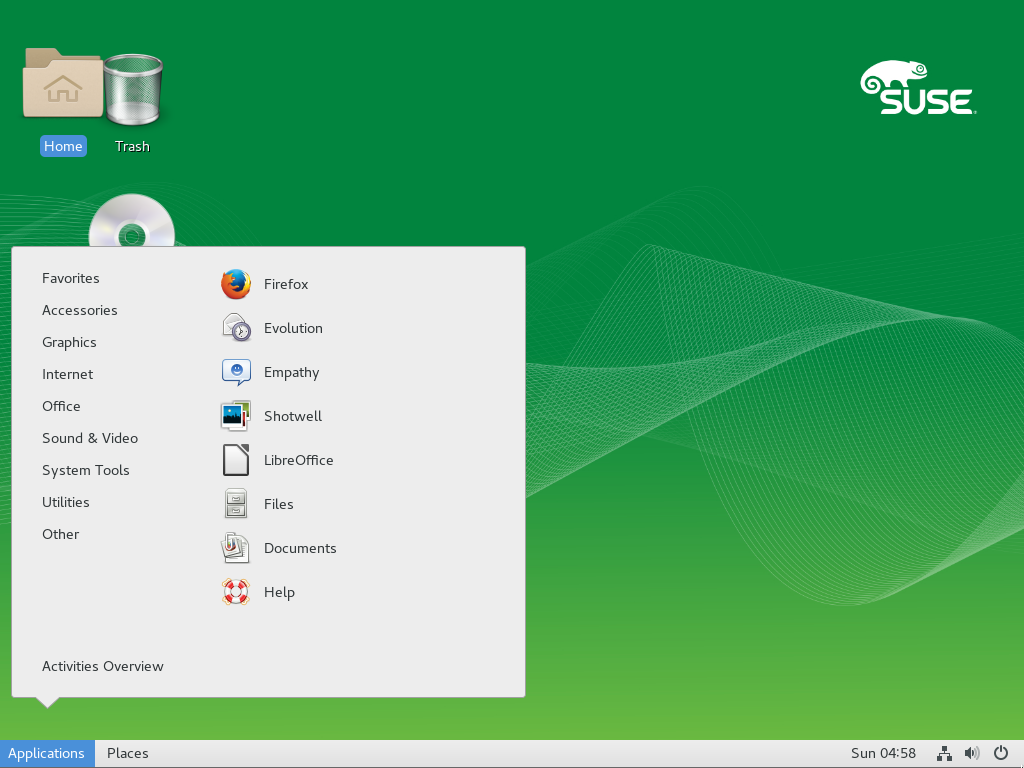 Home
Trash
SUSE
Favorites
Accessories
Graphics
Internet
Office
Sound & Video
System Tools
Utilities
Other
Activities Overview
Firefox
Evolution
Empathy
Shotwell
LibreOffice
Files
Documents
Help
Applications
Places
Sun 04:58